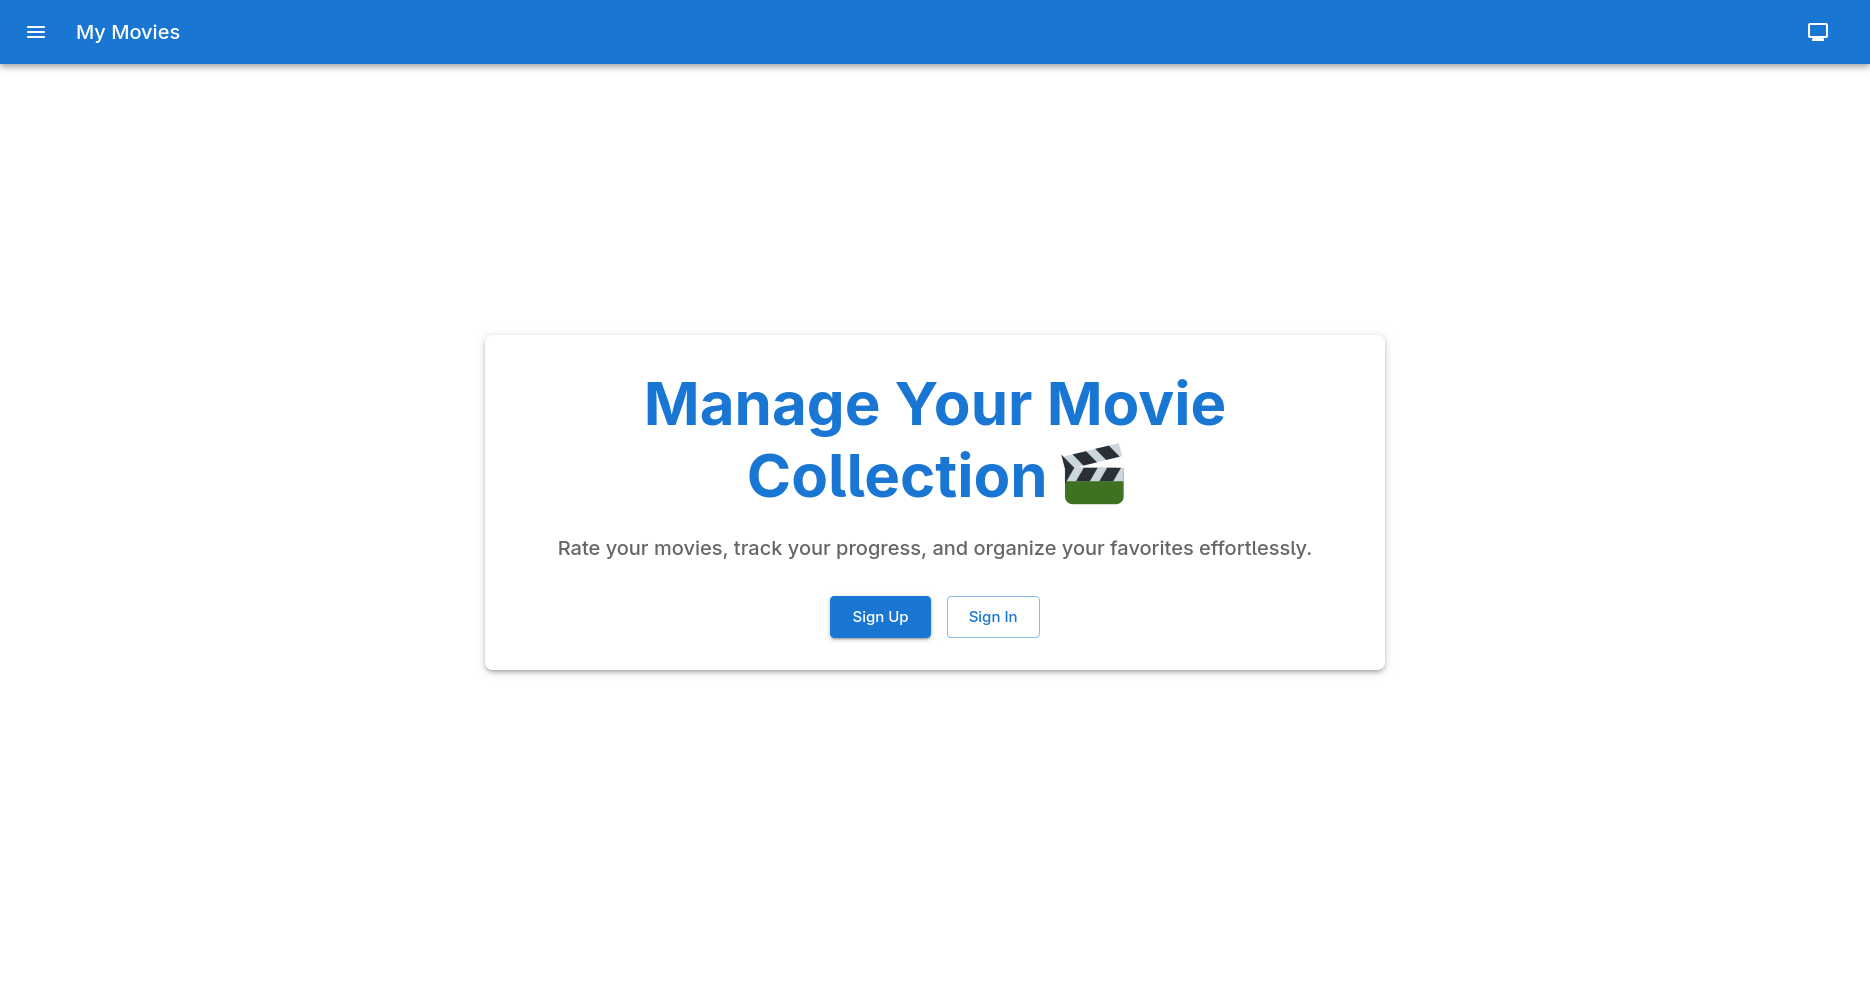 My Movies
Manage Your Movie
Collection 🎬
Rate your movies, track your progress, and organize your favorites effortlessly.
Sign Up
Sign In